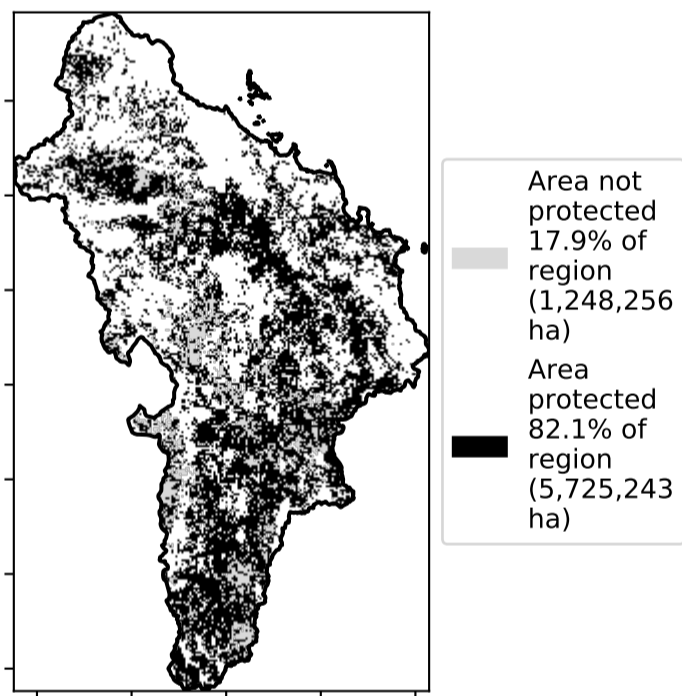 Area not
protected
17.9% of
region
(1,248,256
ha)
Area
protected
82.1% of
region
(5,725,243
ha)